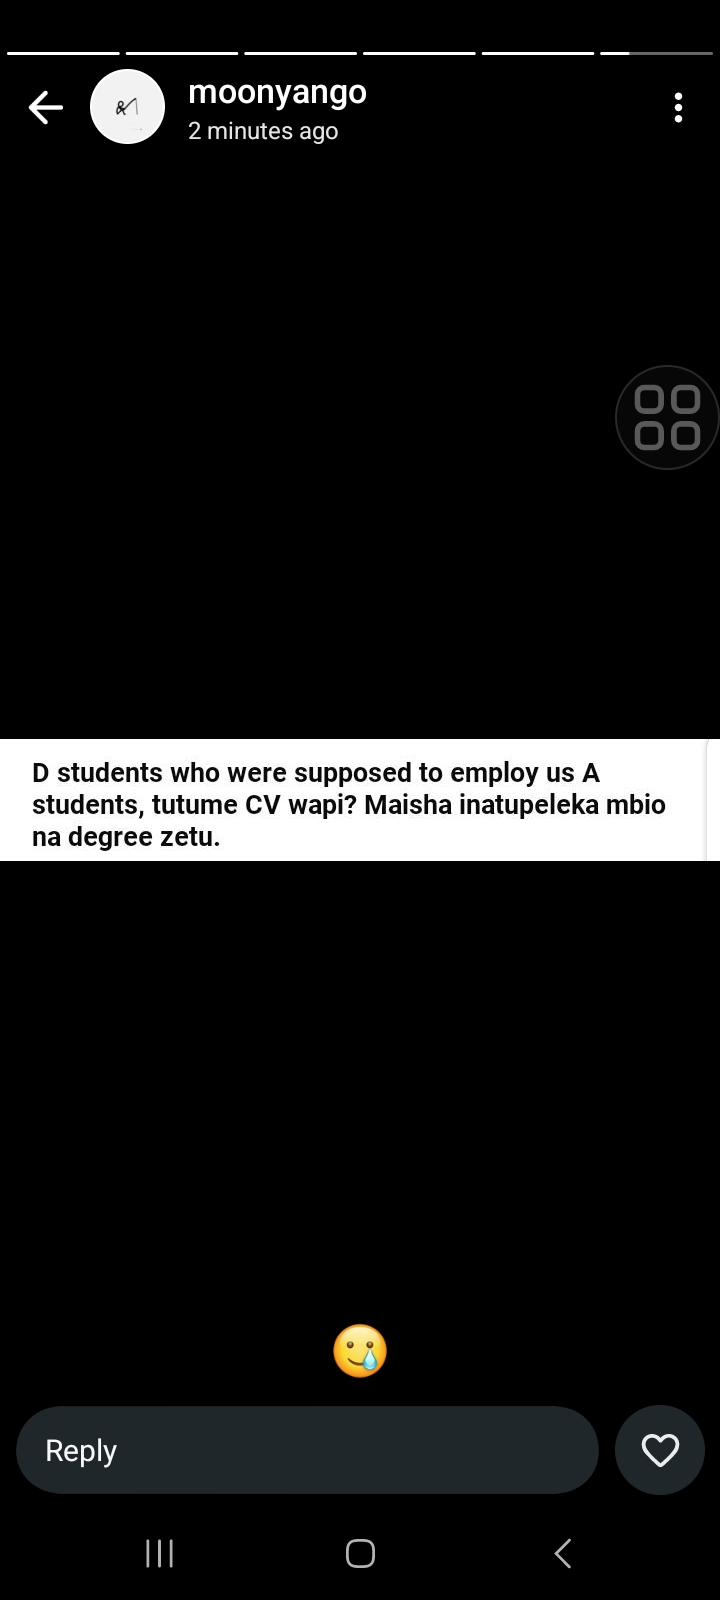 moonyango
2 minutes ago
D students who were supposed to employ us A
students, tutume CV wapi? Maisha inatupeleka mbio
na degree zetu.
🥲
Reply